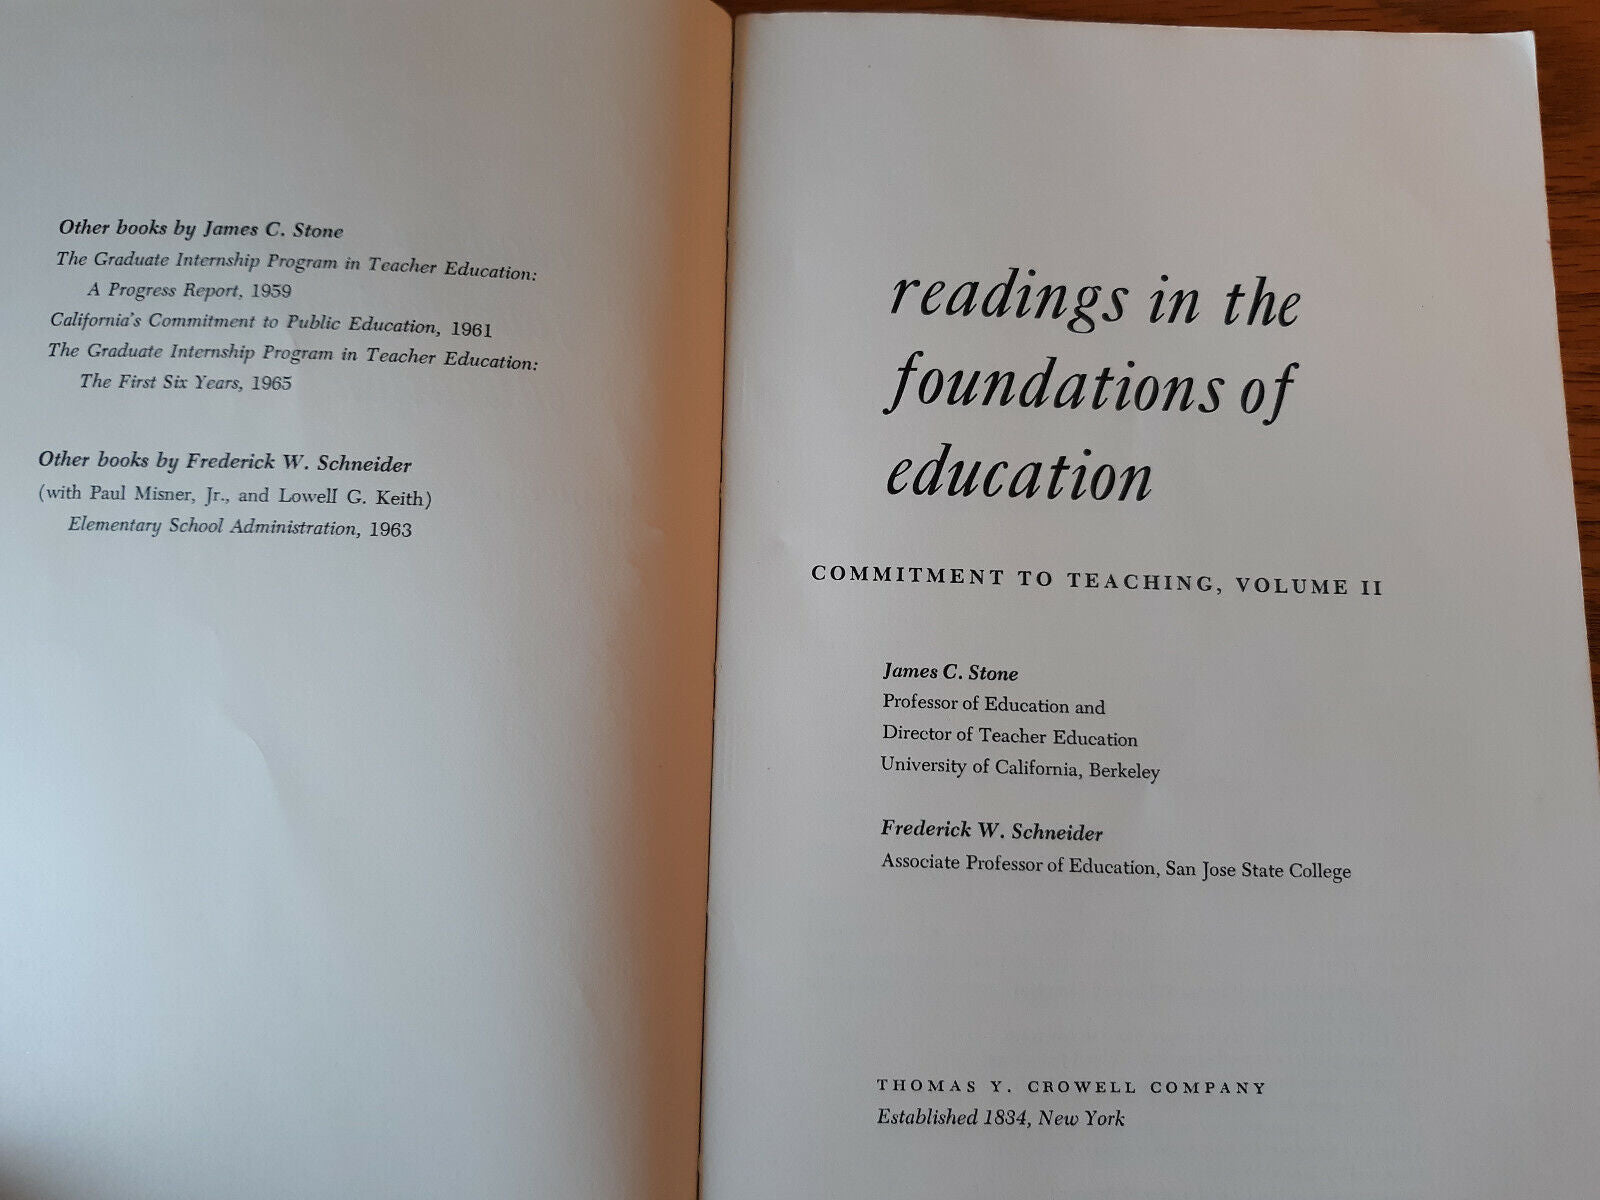 Other books by James C. Stone
The Graduate Internship Program in Teacher Education:
A Progress Report, 1959
California's Commitment to Public Education, 1961
The Graduate Internship Program in Teacher Education:
The First Six Years, 1965
Other books by Frederick W. Schneider
(with Paul Misner, Jr., and Lowell G. Keith)
Elementary School Administration, 1963
readings in the
foundations of
education
COMMITMENT TO TEACHING, VOLUME II
James C. Stone
Professor of Education and
Director of Teacher Education
University of California, Berkeley
Frederick W. Schneider
Associate Professor of Education, San Jose State College
THOMAS Y. CROWELL COMPANY
Established 1834, New York